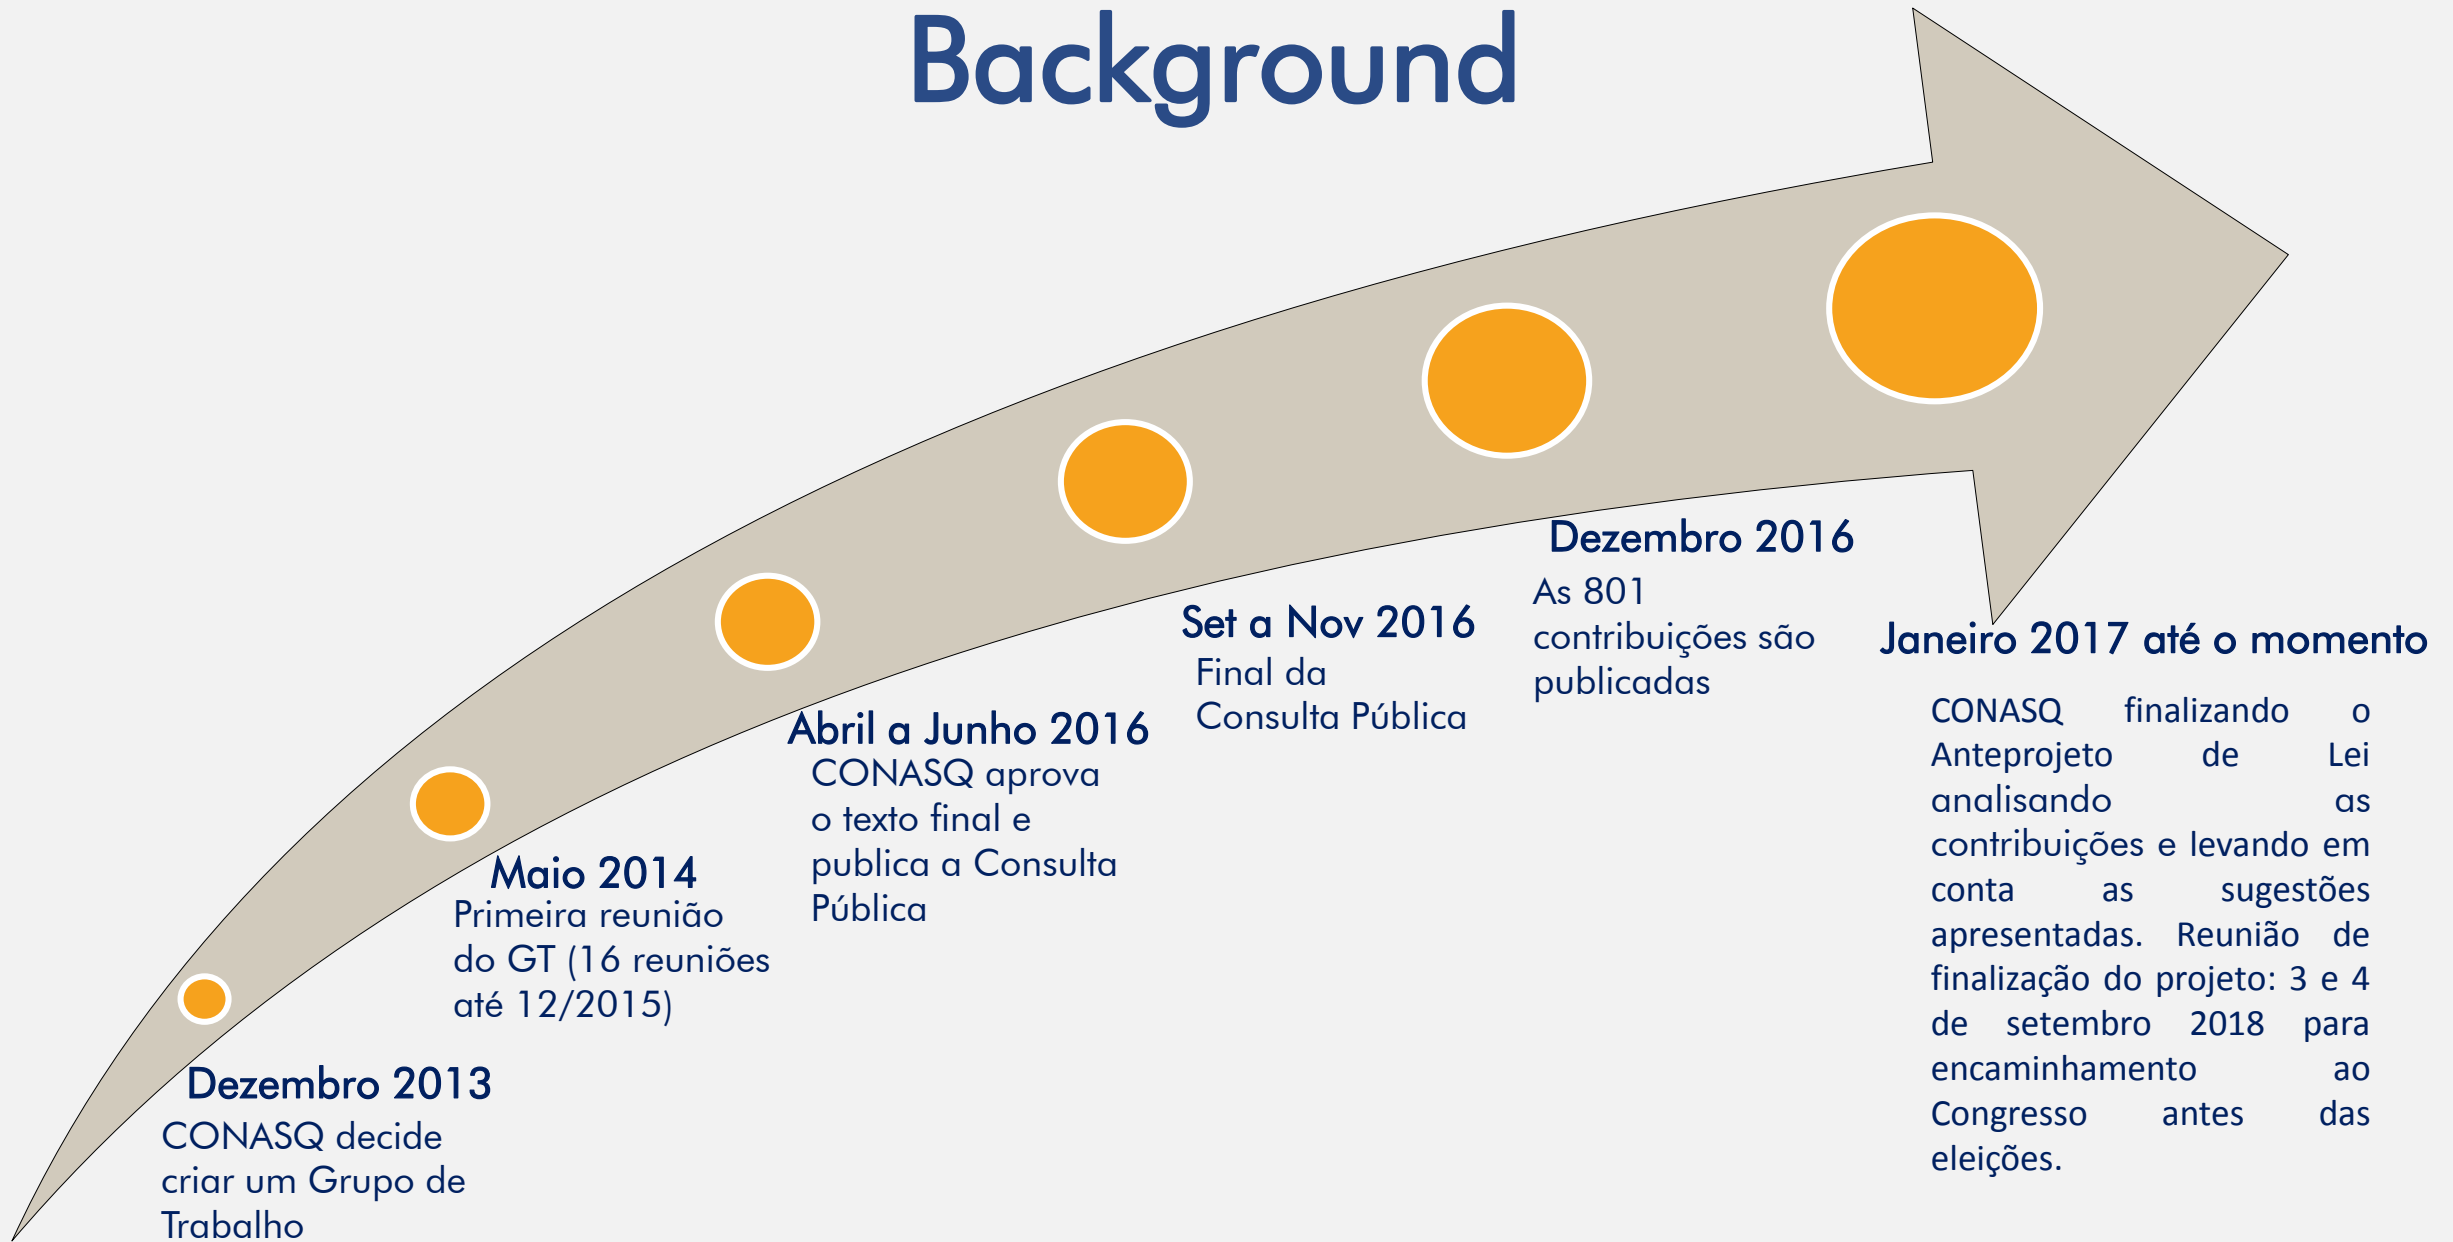 Background
Dezembro 2013
CONASQ decide
criar um Grupo de
Trabalho
Maio 2014
Primeira reunião
do GT (16 reuniões
até 12/2015)
Abril a Junho 2016
CONASQ aprova
o texto final e
publica a Consulta
Pública
Set a Nov 2016
Final da
Consulta Pública
Dezembro 2016
As 801
contribuições são
publicadas
Janeiro 2017 até o momento
CONASQ finalizando o
Anteprojeto de Lei
analisando as
contribuições e levando em
conta as sugestões
apresentadas. Reunião de
finalização do projeto: 3 e 4
de setembro 2018 para
encaminhamento ao
Congresso antes das
eleições.